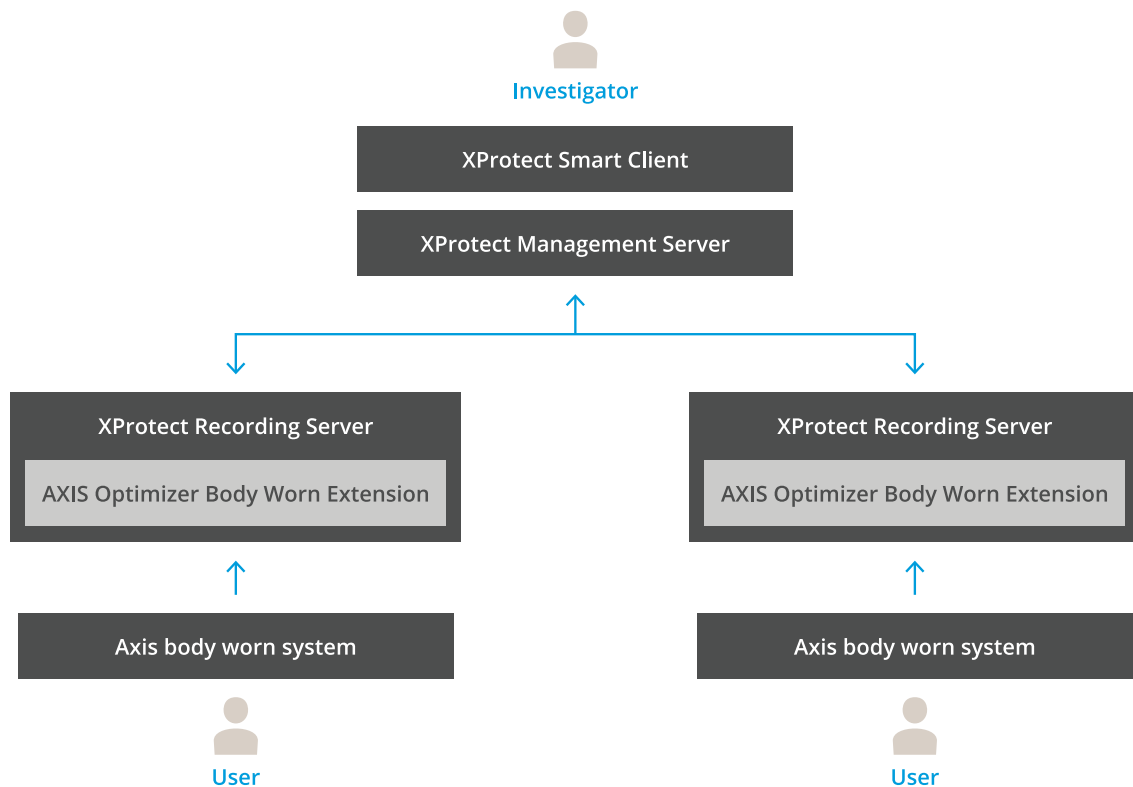 Investigator
XProtect Smart Client
XProtect Management Server
XProtect Recording Server
AXIS Optimizer Body Worn Extension
Axis body worn system
User
XProtect Recording Server
AXIS Optimizer Body Worn Extension
Axis body worn system
User